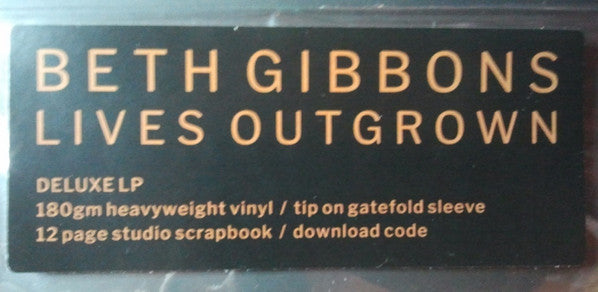 BETH GIBBONS
LIVES OUTGROWN
DELUXE LP
180gm heavyweight vinyl / tip on gatefold sleeve
12 page studio scrapbook / download code